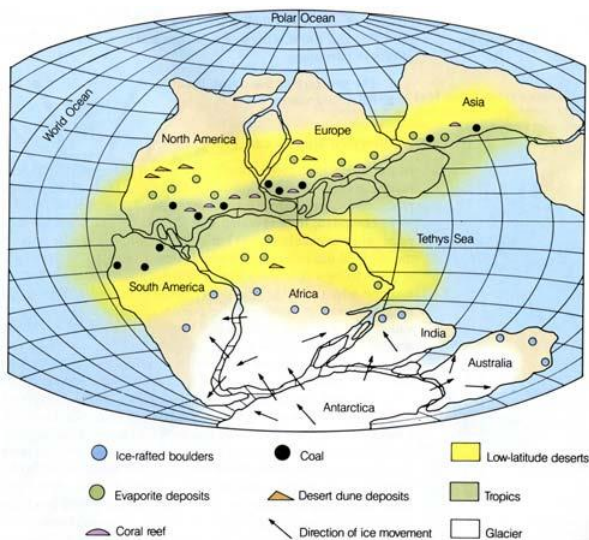 Polar Ocean
World Ocean
Asia
North America
Europe
Tethys Sea
South America
Africa
India
Australia
Antarctica
Ice-rafted boulders
Coal
Low-latitude deserts
Evaporite deposits
Desert dune deposits
Tropics
Coral reef
Direction of ice movement
Glacier